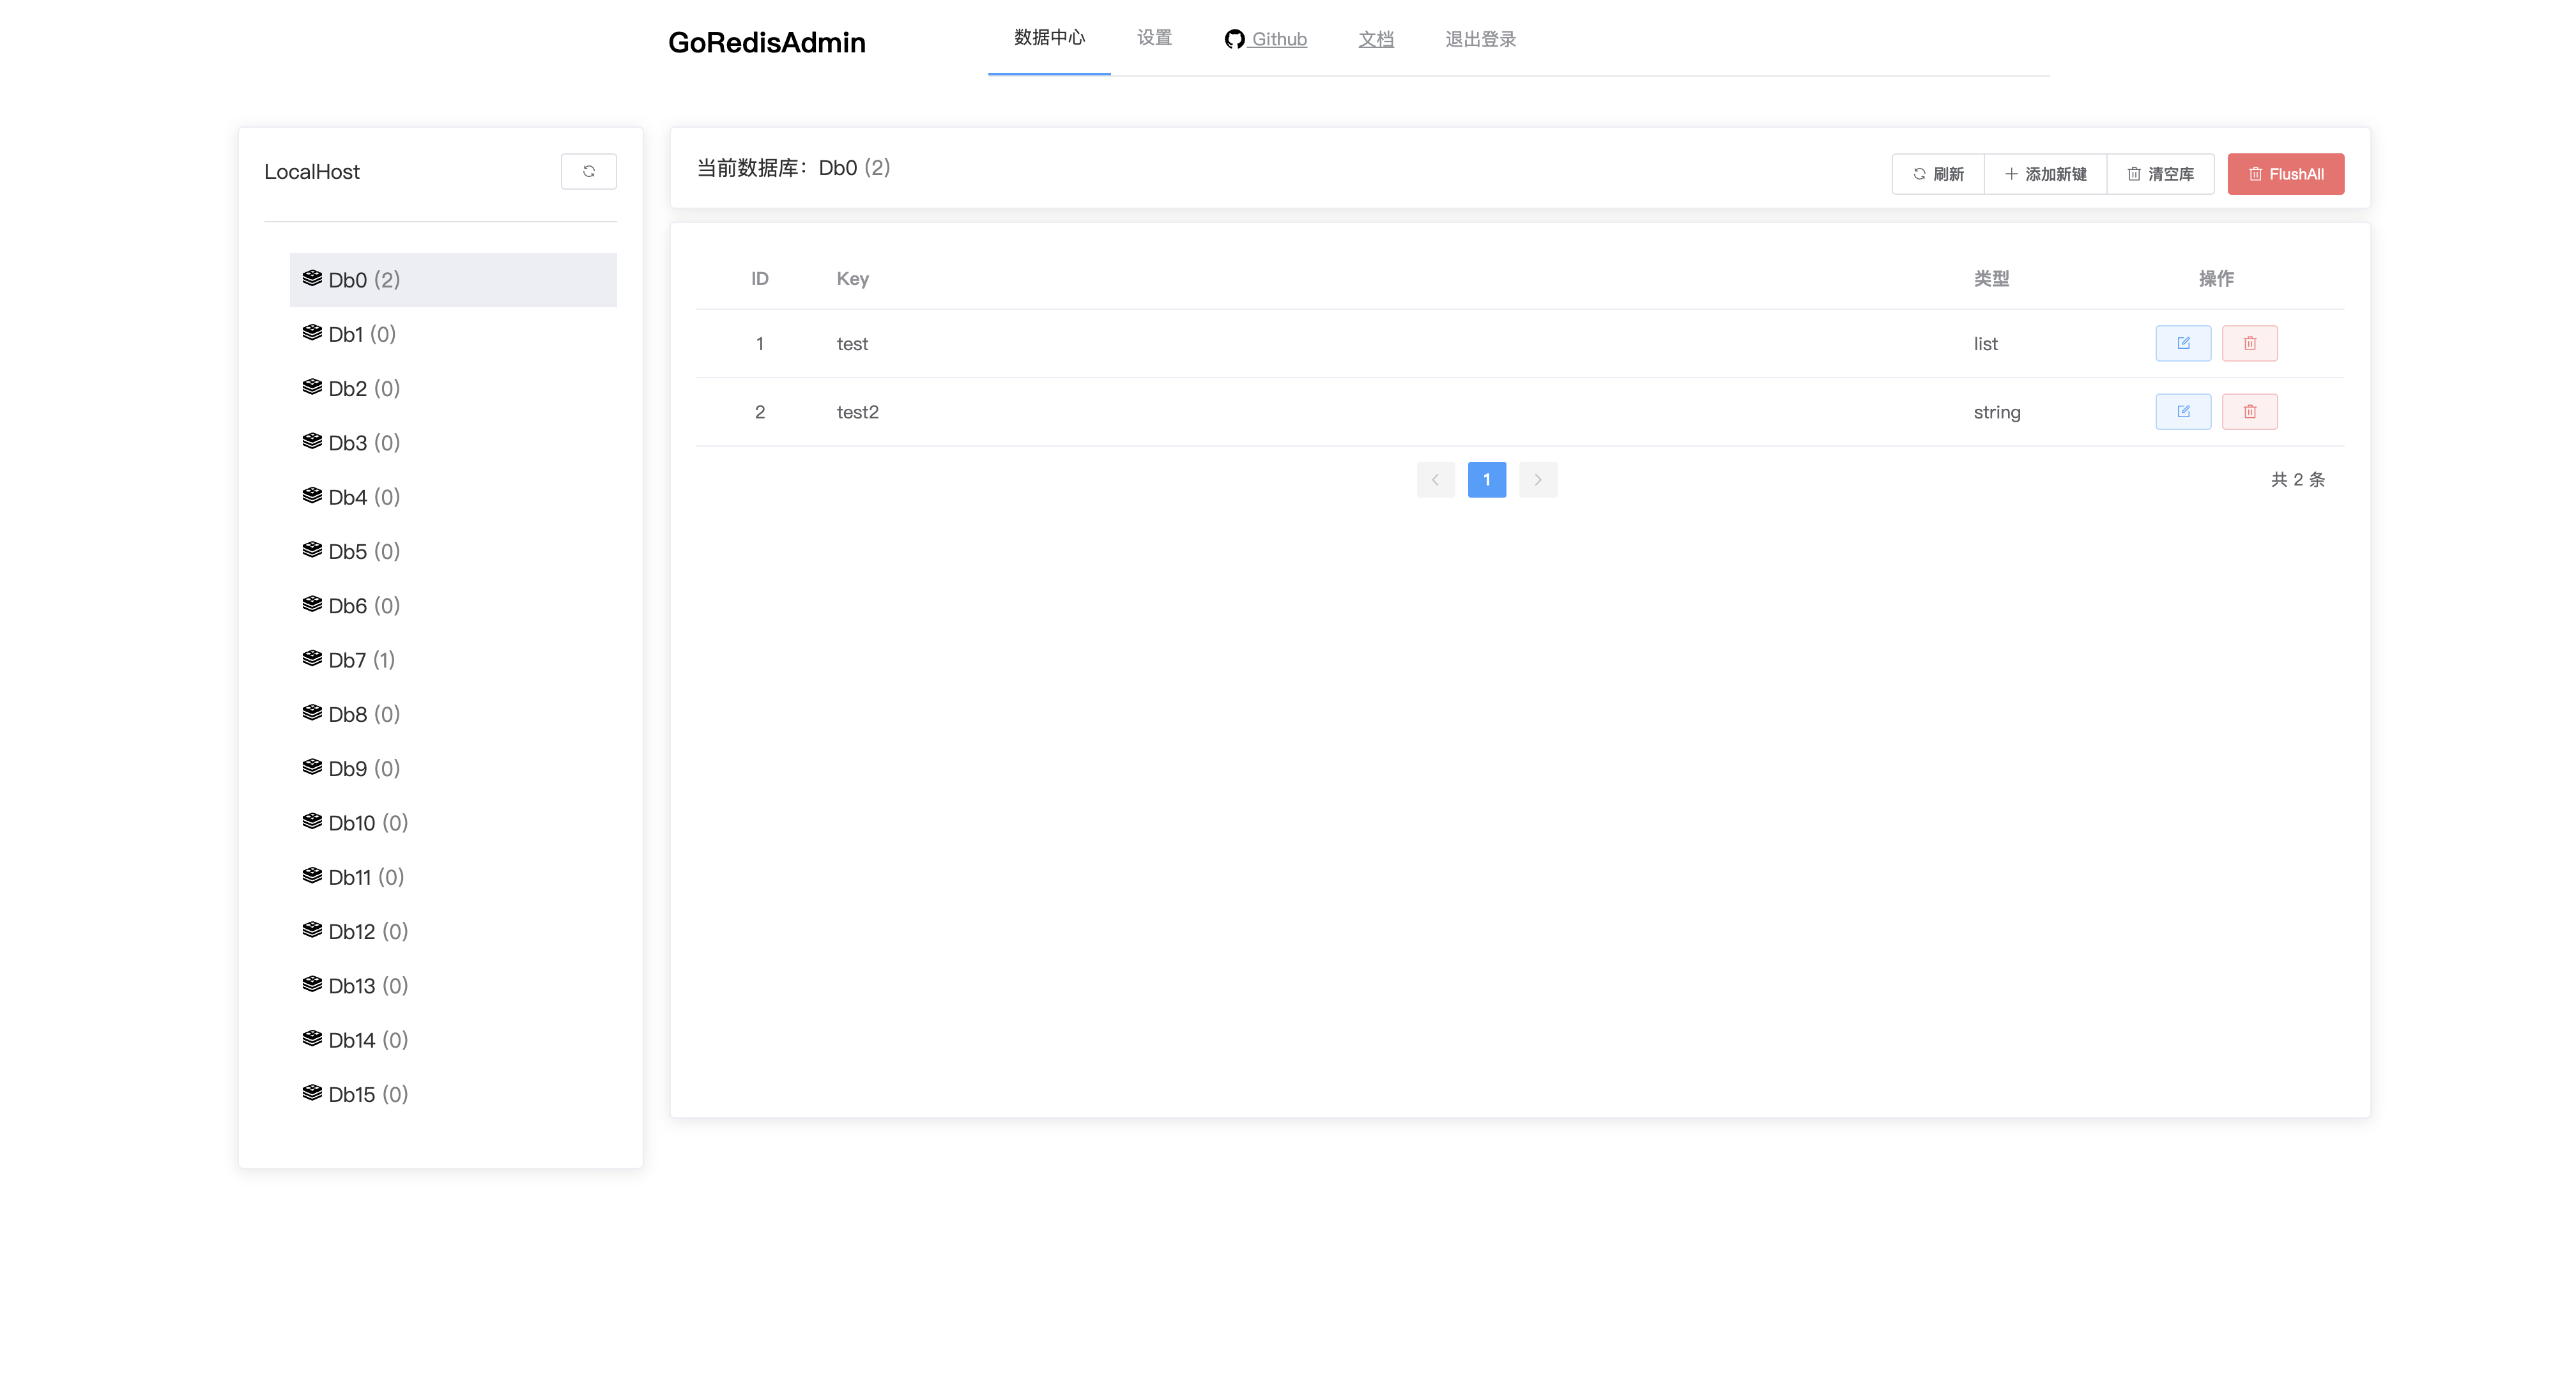 GoRedisAdmin
数据中心 设置 Github 文档 退出登录
LocalHost
Db0 (2)
Db1 (0)
Db2 (0)
Db3 (0)
Db4 (0)
Db5 (0)
Db6 (0)
Db7 (1)
Db8 (0)
Db9 (0)
Db10 (0)
Db11 (0)
Db12 (0)
Db13 (0)
Db14 (0)
Db15 (0)
当前数据库：Db0 (2)
刷新 添加新键 清空库 FlushAll
ID Key 类型 操作
1 test list
2 test2 string
1 共 2 条